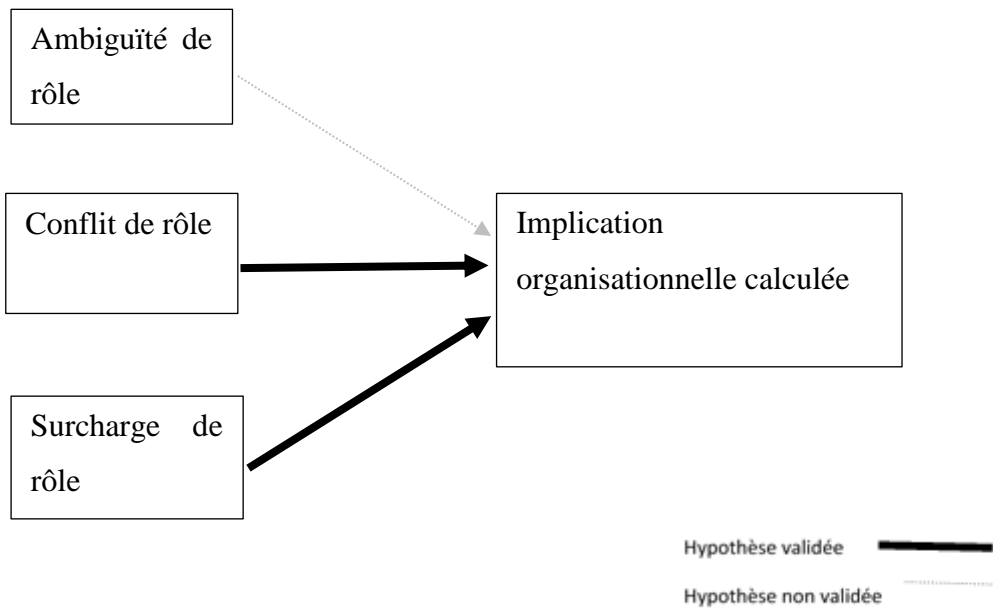 Ambiguïté de
rôle
Conflit de rôle
Implication
organisationnelle calculée
Surcharge de
rôle
Hypothèse validée
Hypothèse non validée